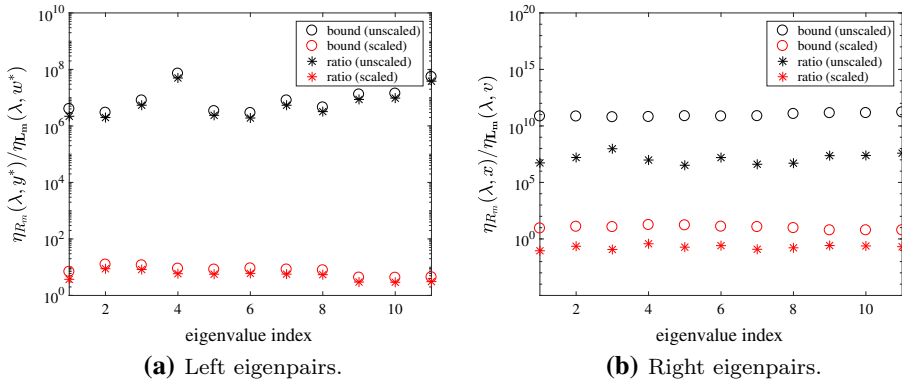 10^10
10^8
10^6
10^4
10^2
10^0
2 4 6 8 10
eigenvalue index
η_{R_m}(λ, y*)/η_{L_m}(λ, w*)
bound (unscaled)
bound (scaled)
ratio (unscaled)
ratio (scaled)
(a) Left eigenpairs.
10^20
10^15
10^10
10^5
10^0
2 4 6 8 10
eigenvalue index
η_{R_m}(λ, x)/η_{L_m}(λ, v)
bound (unscaled)
bound (scaled)
ratio (unscaled)
ratio (scaled)
(b) Right eigenpairs.